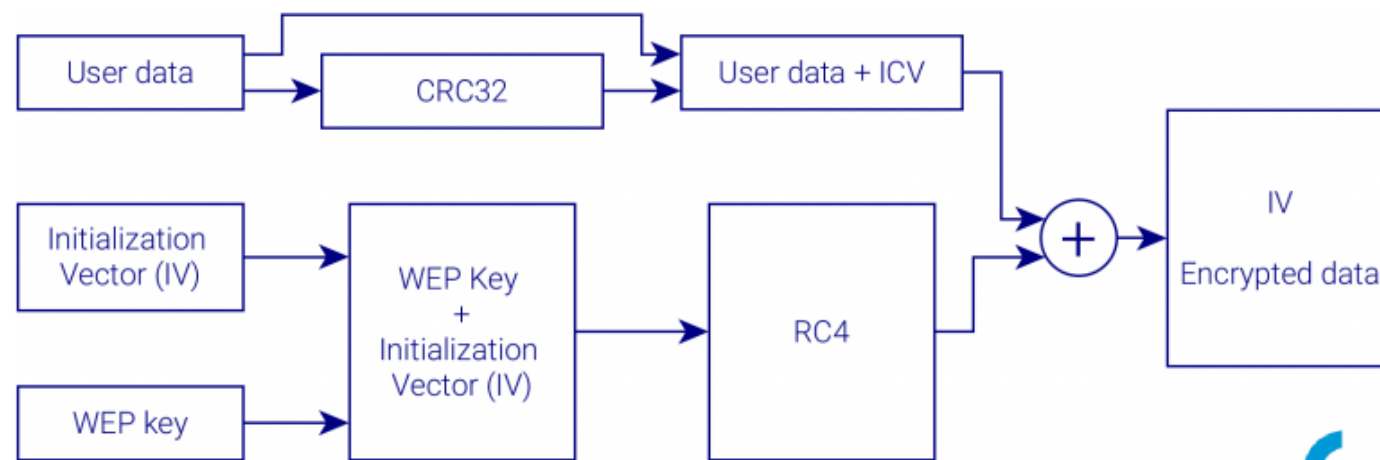 User data
CRC32
User data + ICV
Initialization
Vector (IV)
WEP Key
+
Initialization
Vector (IV)
RC4
+
IV
Encrypted data
WEP key